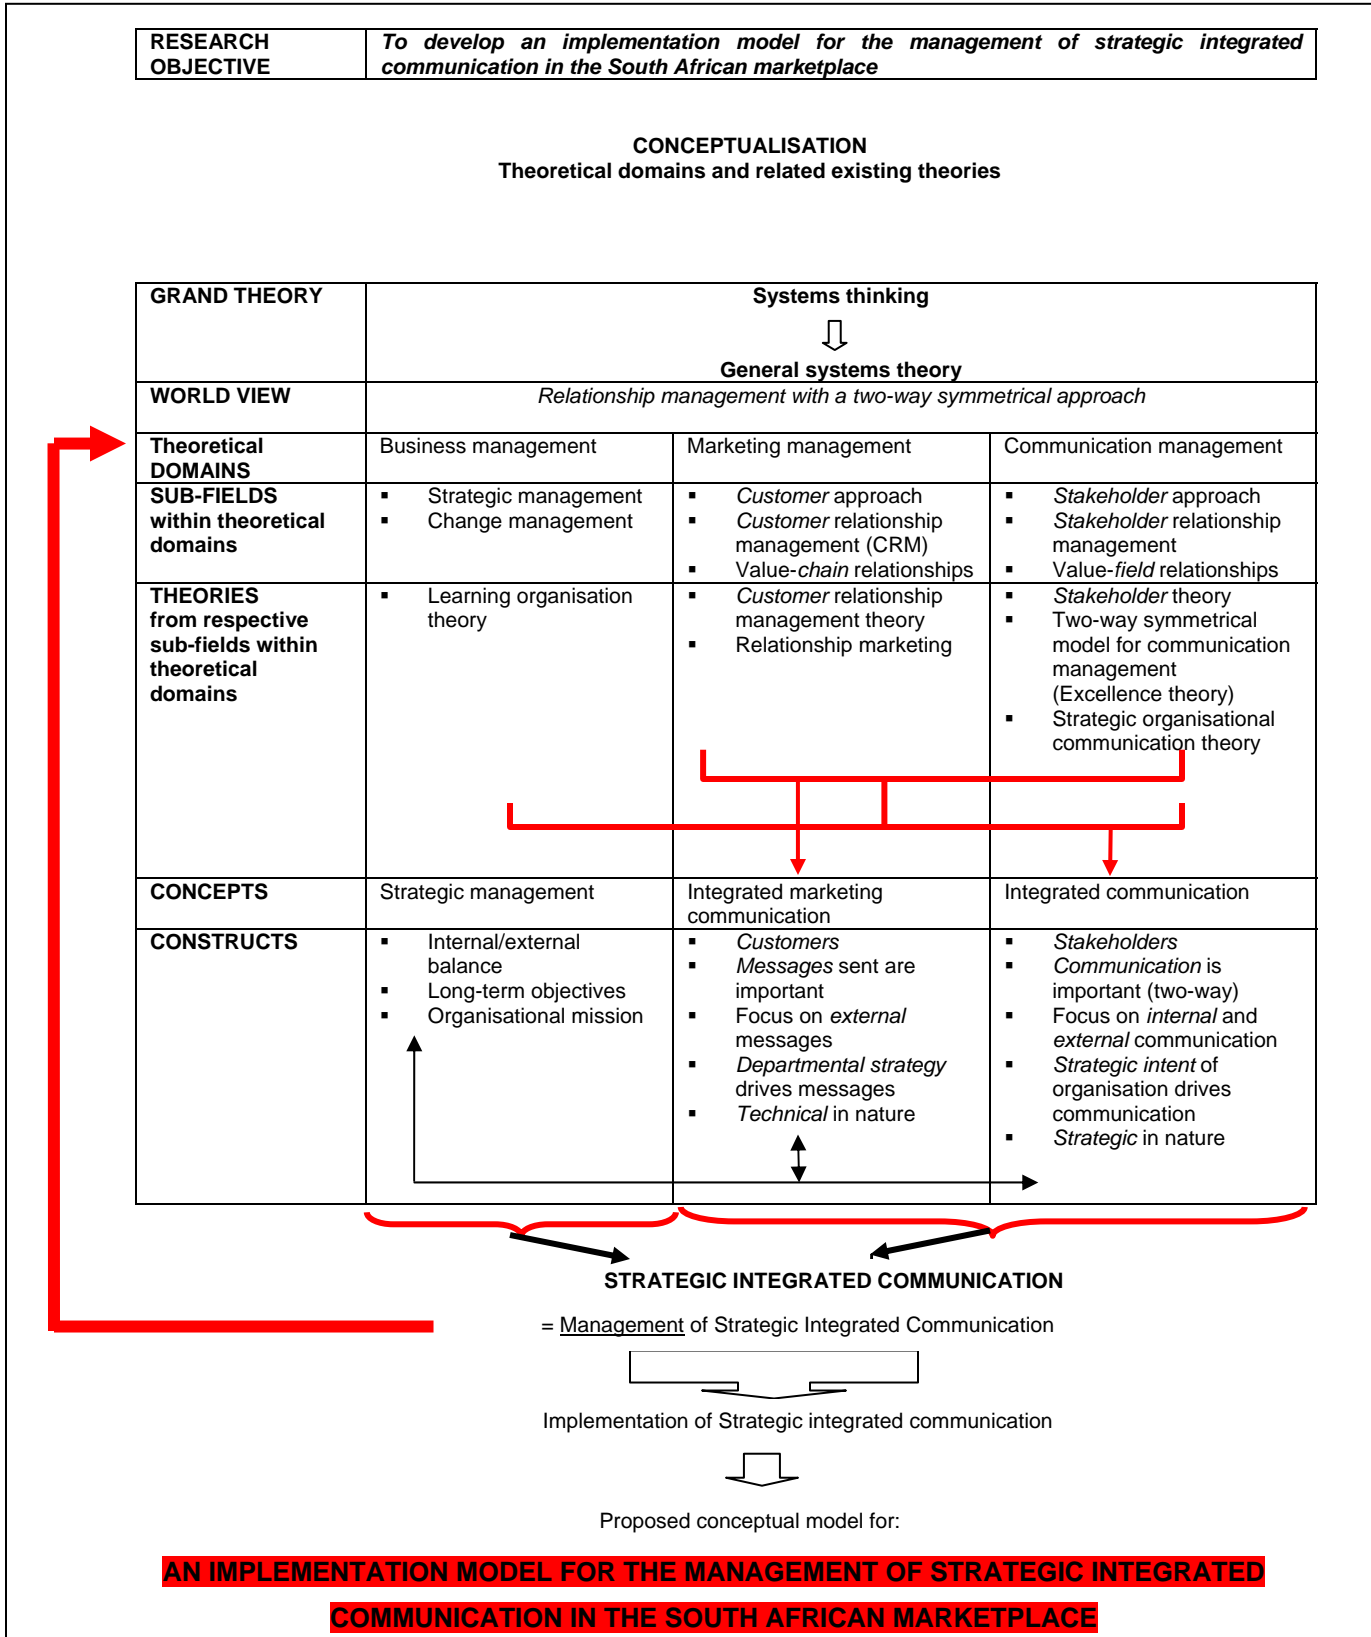 RESEARCH
OBJECTIVE
To develop an implementation model for the management of strategic integrated
communication in the South African marketplace
CONCEPTUALISATION
Theoretical domains and related existing theories
GRAND THEORY
Systems thinking
General systems theory
WORLD VIEW
Relationship management with a two-way symmetrical approach
Theoretical
DOMAINS
Business management
Marketing management
Communication management
SUB-FIELDS
within theoretical
domains
▪ Strategic management
▪ Change management
▪ Customer approach
▪ Customer relationship
management (CRM)
▪ Value-chain relationships
▪ Stakeholder approach
▪ Stakeholder relationship
management
▪ Value-field relationships
THEORIES
from respective
sub-fields within
theoretical
domains
▪ Learning organisation
theory
▪ Customer relationship
management theory
▪ Relationship marketing
▪ Stakeholder theory
▪ Two-way symmetrical
model for communication
management
(Excellence theory)
▪ Strategic organisational
communication theory
CONCEPTS
Strategic management
Integrated marketing
communication
Integrated communication
CONSTRUCTS
▪ Internal/external
balance
▪ Long-term objectives
▪ Organisational mission
▪ Customers
▪ Messages sent are
important
▪ Focus on external
messages
▪ Departmental strategy
drives messages
▪ Technical in nature
▪ Stakeholders
▪ Communication is
important (two-way)
▪ Focus on internal and
external communication
▪ Strategic intent of
organisation drives
communication
▪ Strategic in nature
STRATEGIC INTEGRATED COMMUNICATION
= Management of Strategic Integrated Communication
Implementation of Strategic integrated communication
Proposed conceptual model for:
AN IMPLEMENTATION MODEL FOR THE MANAGEMENT OF STRATEGIC INTEGRATED
COMMUNICATION IN THE SOUTH AFRICAN MARKETPLACE